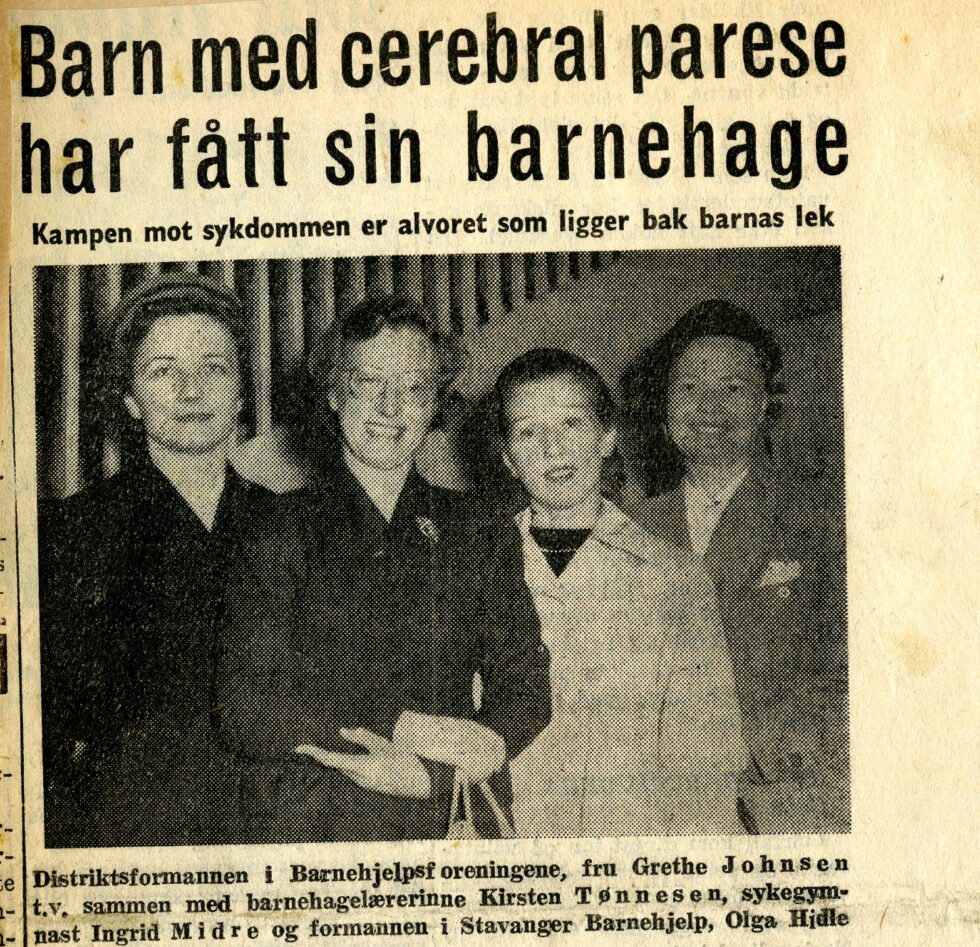 Barn med cerebral parese
har fått sin barnehage
Kampen mot sykdommen er alvoret som ligger bak barnas lek
Distriktsformannen i Barnehjelpsforeningene, fru Grethe Johnsen
t.v. sammen med barnehagelærerinne Kirsten Tønnesen, sykegym-
nast Ingrid Midre og formannen i Stavanger Barnehjelp, Olga Hidle